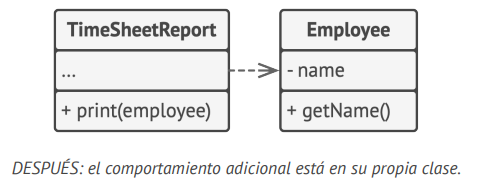 TimeSheetReport
...
+ print(employee)
Employee
- name
+ getName()
DESPUÉS: el comportamiento adicional está en su propia clase.